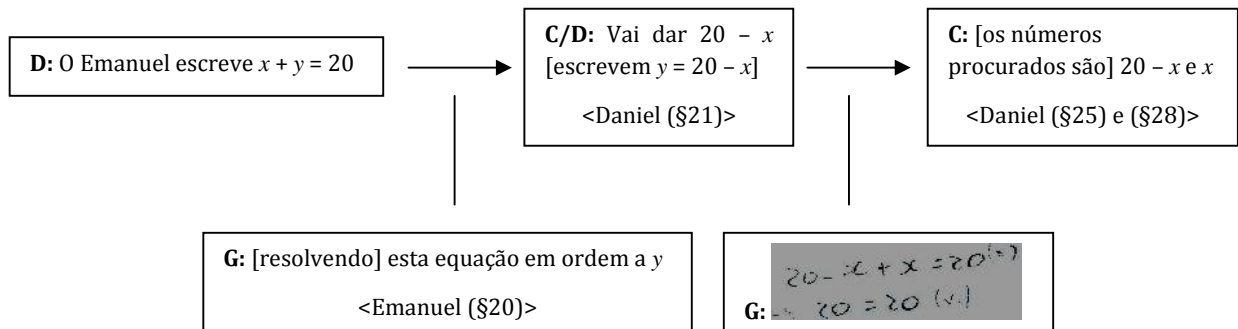 D: O Emanuel escreve x + y = 20
C/D: Vai dar 20 – x
[escrevem y = 20 – x]
<Daniel (§21)>
C: [os números
procurados são] 20 – x e x
<Daniel (§25) e (§28)>
G: [resolvendo] esta equação em ordem a y
<Emanuel (§20)>
G:
20 - x + x = 20 (=)
20 = 20 (v.)